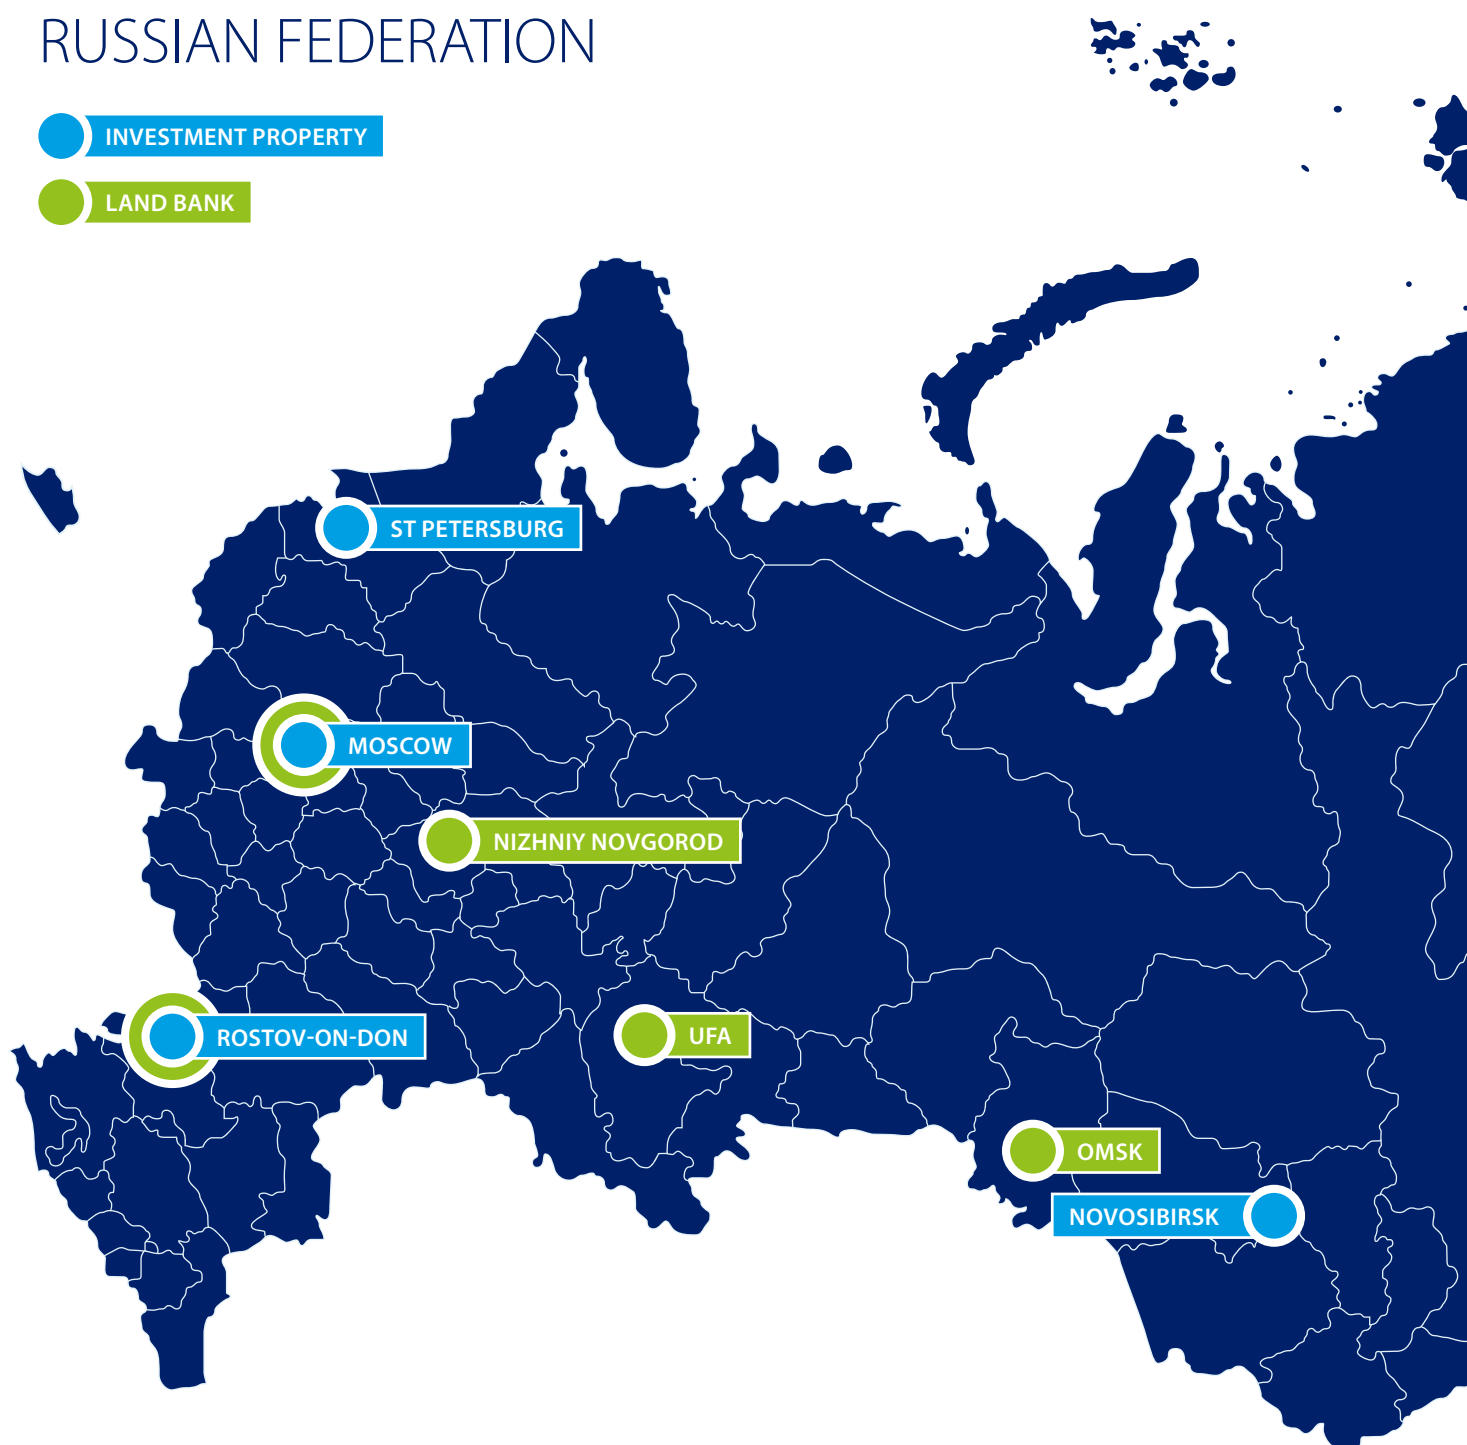 RUSSIAN FEDERATION
INVESTMENT PROPERTY
LAND BANK
ST PETERSBURG
MOSCOW
NIZHNIY NOVGOROD
ROSTOV-ON-DON
UFA
OMSK
NOVOSIBIRSK